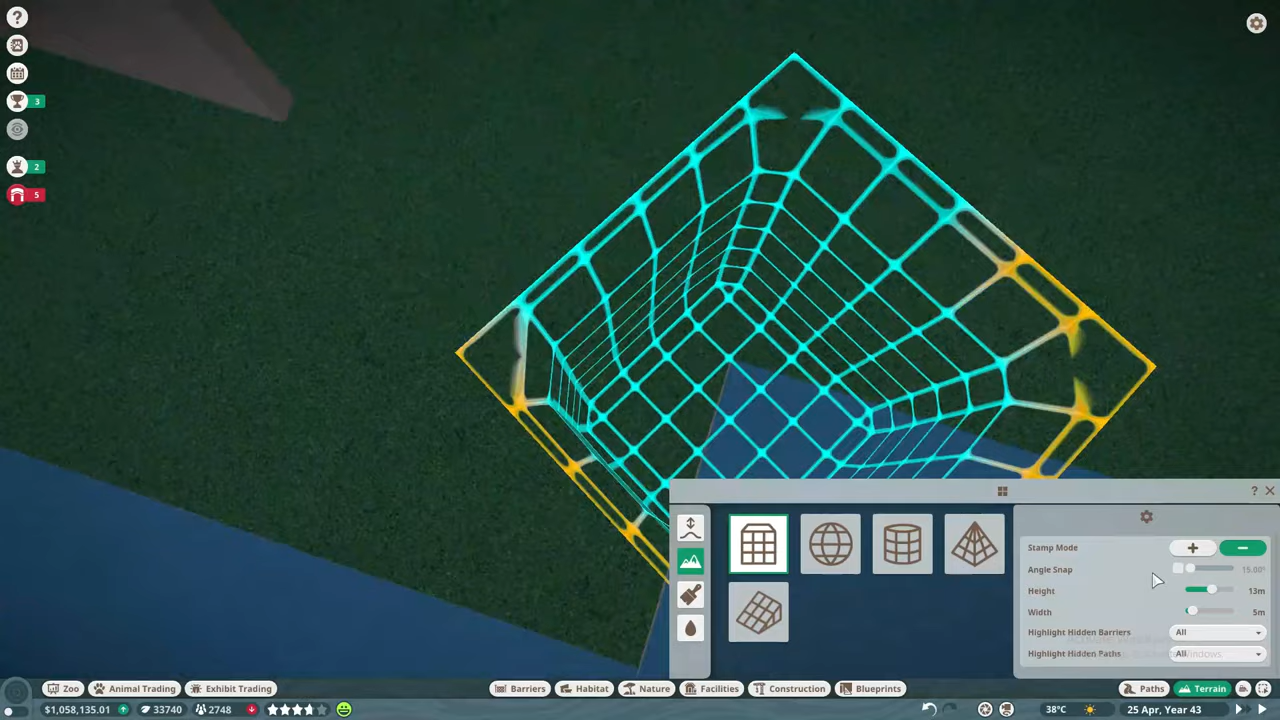 ?
3
2
5
? ×
Stamp Mode + −
Angle Snap 15.00°
Height 13m
Width 5m
Highlight Hidden Barriers All
Highlight Hidden Paths All
Zoo Animal Trading Exhibit Trading Barriers Habitat Nature Facilities Construction Blueprints Paths Terrain
$1,058,135.01 33740 2748 38°C 25 Apr, Year 43